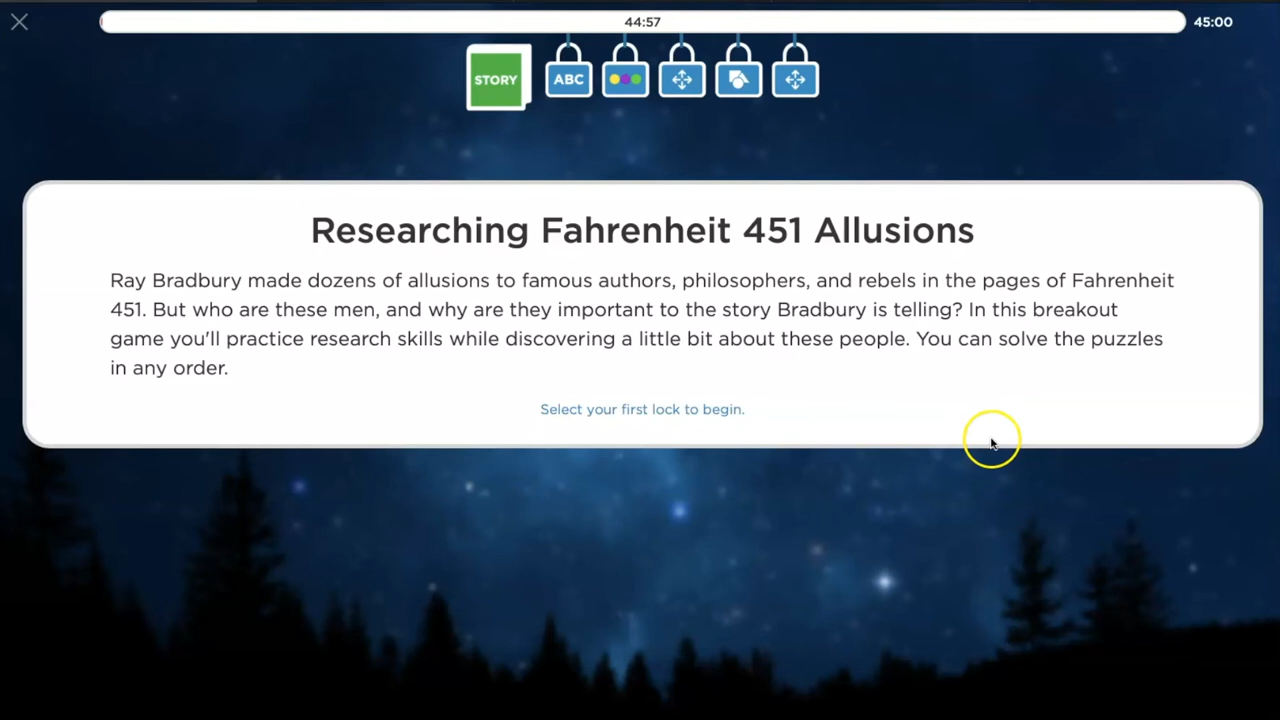 44:57
45:00
STORY
ABC
Researching Fahrenheit 451 Allusions
Ray Bradbury made dozens of allusions to famous authors, philosophers, and rebels in the pages of Fahrenheit
451. But who are these men, and why are they important to the story Bradbury is telling? In this breakout
game you'll practice research skills while discovering a little bit about these people. You can solve the puzzles
in any order.
Select your first lock to begin.